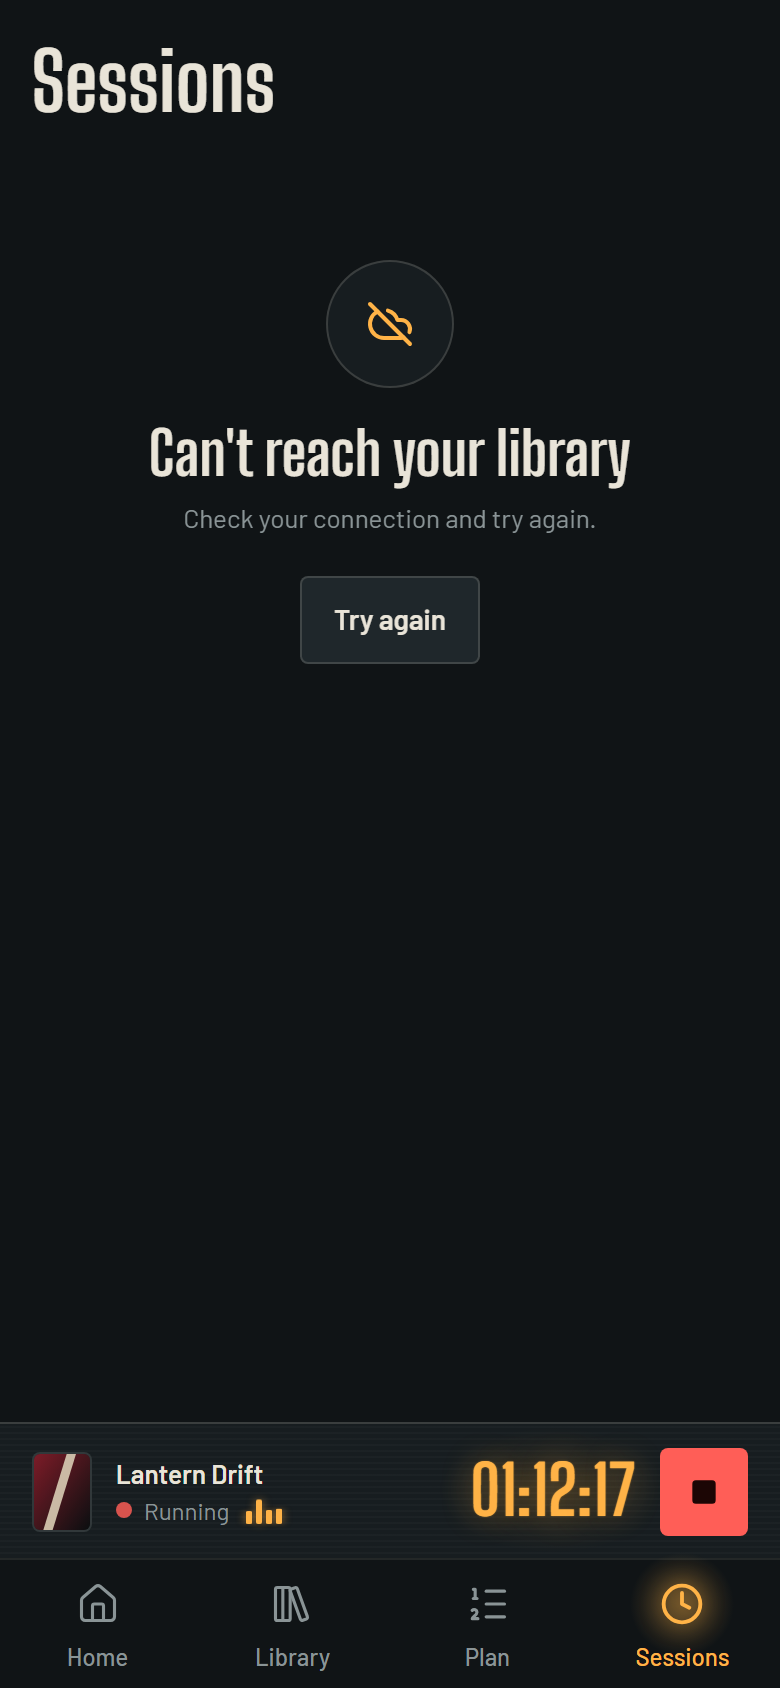 Sessions
Can't reach your library
Check your connection and try again.
Try again
Lantern Drift
Running
01:12:17
Home
Library
Plan
Sessions